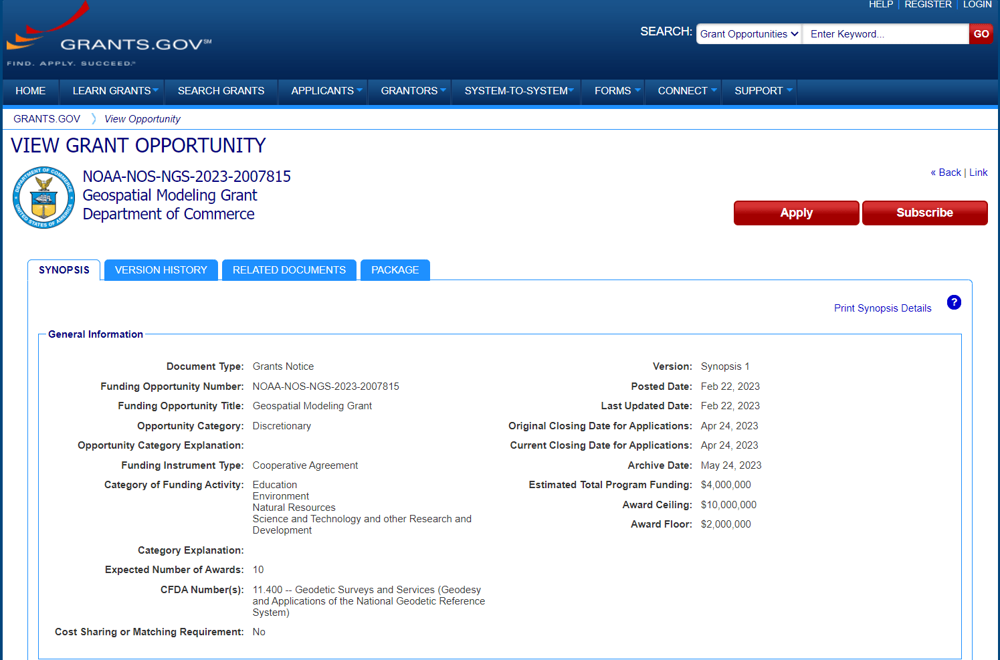 HELP | REGISTER | LOGIN
SEARCH: Grant Opportunities Enter Keyword... GO
GRANTS.GOV℠
FIND. APPLY. SUCCEED.℠
HOME LEARN GRANTS SEARCH GRANTS APPLICANTS GRANTORS SYSTEM-TO-SYSTEM FORMS CONNECT SUPPORT
GRANTS.GOV 〉 View Opportunity
VIEW GRANT OPPORTUNITY
DEPARTMENT OF COMMERCE
UNITED STATES OF AMERICA
NOAA-NOS-NGS-2023-2007815
Geospatial Modeling Grant
Department of Commerce
« Back | Link
Apply Subscribe
SYNOPSIS VERSION HISTORY RELATED DOCUMENTS PACKAGE
Print Synopsis Details ?
General Information
Document Type: Grants Notice
Funding Opportunity Number: NOAA-NOS-NGS-2023-2007815
Funding Opportunity Title: Geospatial Modeling Grant
Opportunity Category: Discretionary
Opportunity Category Explanation:
Funding Instrument Type: Cooperative Agreement
Category of Funding Activity: Education
Environment
Natural Resources
Science and Technology and other Research and
Development
Category Explanation:
Expected Number of Awards: 10
CFDA Number(s): 11.400 -- Geodetic Surveys and Services (Geodesy
and Applications of the National Geodetic Reference
System)
Cost Sharing or Matching Requirement: No
Version: Synopsis 1
Posted Date: Feb 22, 2023
Last Updated Date: Feb 22, 2023
Original Closing Date for Applications: Apr 24, 2023
Current Closing Date for Applications: Apr 24, 2023
Archive Date: May 24, 2023
Estimated Total Program Funding: $4,000,000
Award Ceiling: $10,000,000
Award Floor: $2,000,000